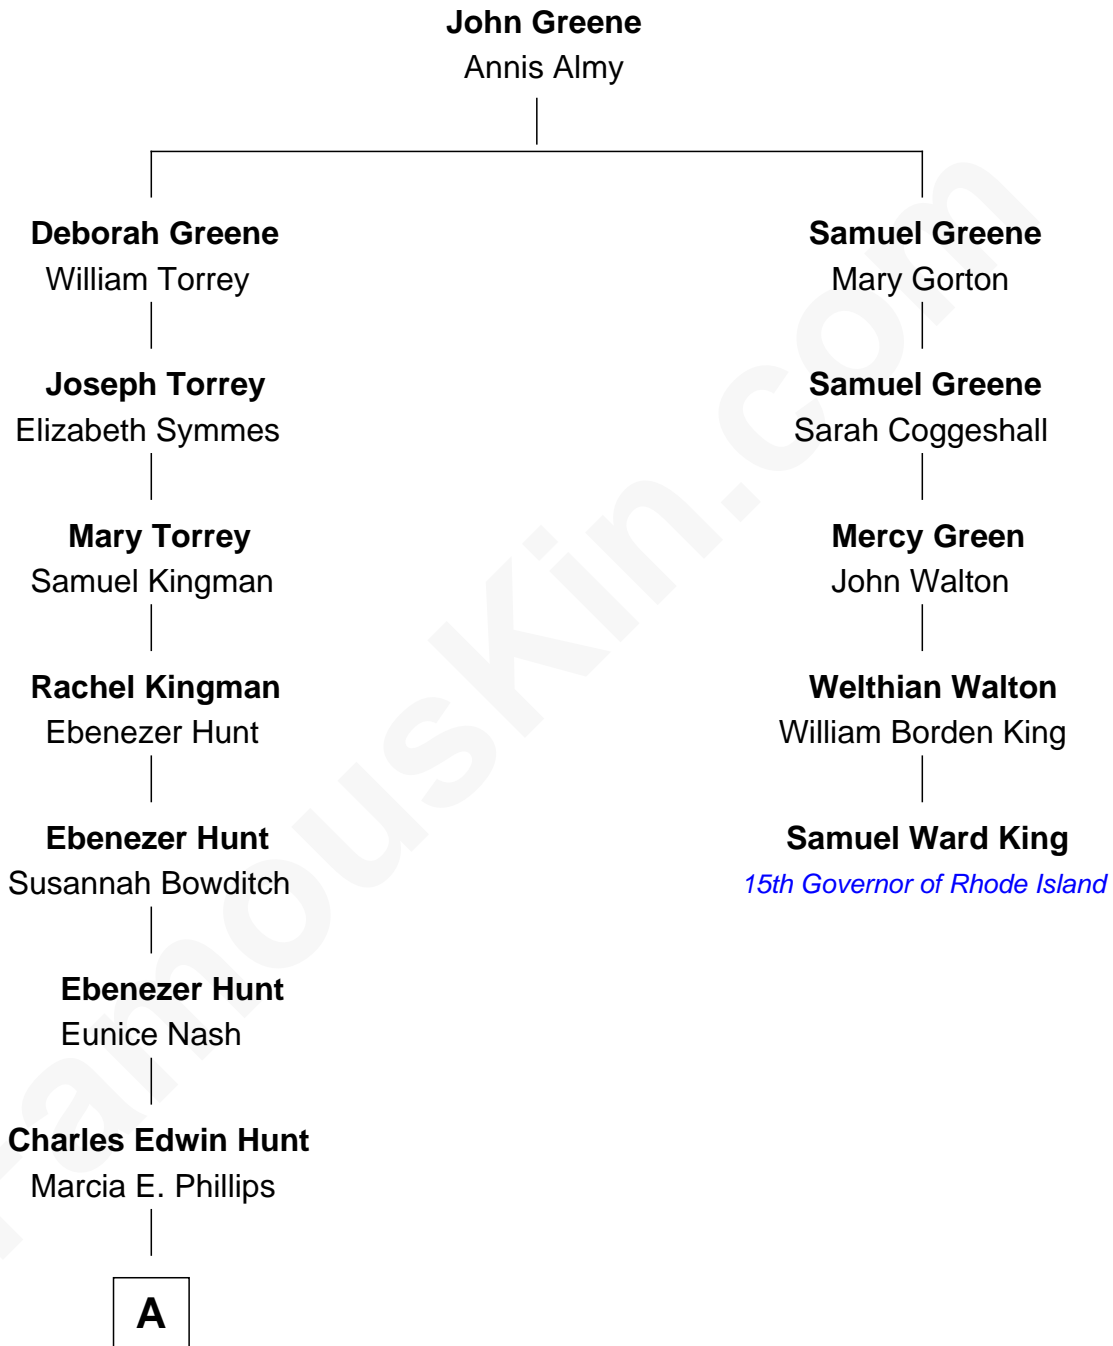 John Greene
Annis Almy
Deborah Greene
William Torrey
Samuel Greene
Mary Gorton
Joseph Torrey
Elizabeth Symmes
Samuel Greene
Sarah Coggeshall
Mary Torrey
Samuel Kingman
Mercy Green
John Walton
Rachel Kingman
Ebenezer Hunt
Welthian Walton
William Borden King
Ebenezer Hunt
Susannah Bowditch
Samuel Ward King
15th Governor of Rhode Island
Ebenezer Hunt
Eunice Nash
Charles Edwin Hunt
Marcia E. Phillips
A
FamousKin.com